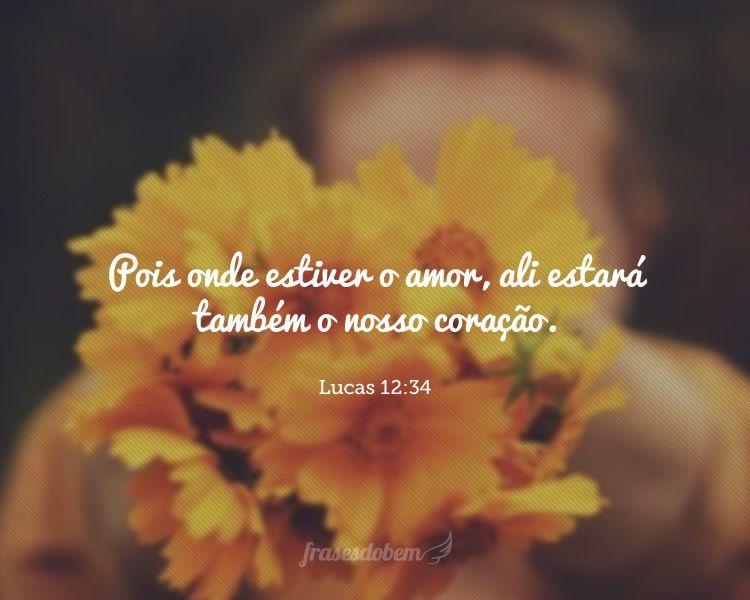 Pois onde estiver o amor, ali estará
também o nosso coração.
Lucas 12:34
frasesdobem